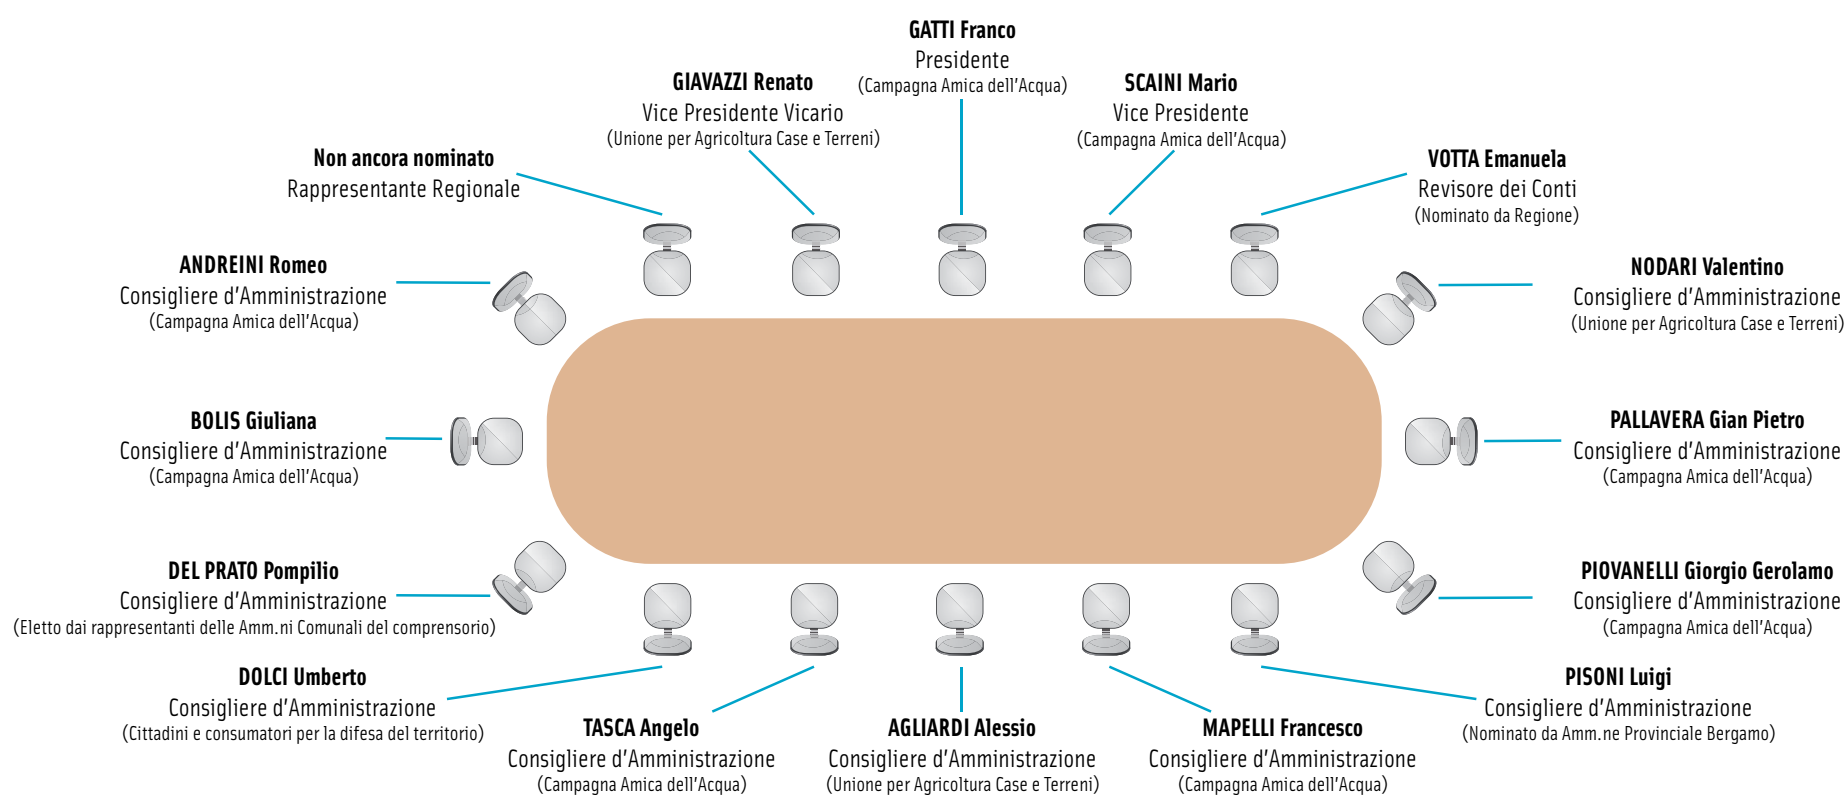 GATTI Franco
Presidente
(Campagna Amica dell'Acqua)
GIAVAZZI Renato
Vice Presidente Vicario
(Unione per Agricoltura Case e Terreni)
SCAINI Mario
Vice Presidente
(Campagna Amica dell'Acqua)
Non ancora nominato
Rappresentante Regionale
VOTTA Emanuela
Revisore dei Conti
(Nominato da Regione)
ANDREINI Romeo
Consigliere d'Amministrazione
(Campagna Amica dell'Acqua)
NODARI Valentino
Consigliere d'Amministrazione
(Unione per Agricoltura Case e Terreni)
BOLIS Giuliana
Consigliere d'Amministrazione
(Campagna Amica dell'Acqua)
PALLAVERA Gian Pietro
Consigliere d'Amministrazione
(Campagna Amica dell'Acqua)
DEL PRATO Pompilio
Consigliere d'Amministrazione
(Eletto dai rappresentanti delle Amm.ni Comunali del comprensorio)
PIOVANELLI Giorgio Gerolamo
Consigliere d'Amministrazione
(Campagna Amica dell'Acqua)
DOLCI Umberto
Consigliere d'Amministrazione
(Cittadini e consumatori per la difesa del territorio)
TASCA Angelo
Consigliere d'Amministrazione
(Campagna Amica dell'Acqua)
AGLIARDI Alessio
Consigliere d'Amministrazione
(Unione per Agricoltura Case e Terreni)
MAPELLI Francesco
Consigliere d'Amministrazione
(Campagna Amica dell'Acqua)
PISONI Luigi
Consigliere d'Amministrazione
(Nominato da Amm.ne Provinciale Bergamo)